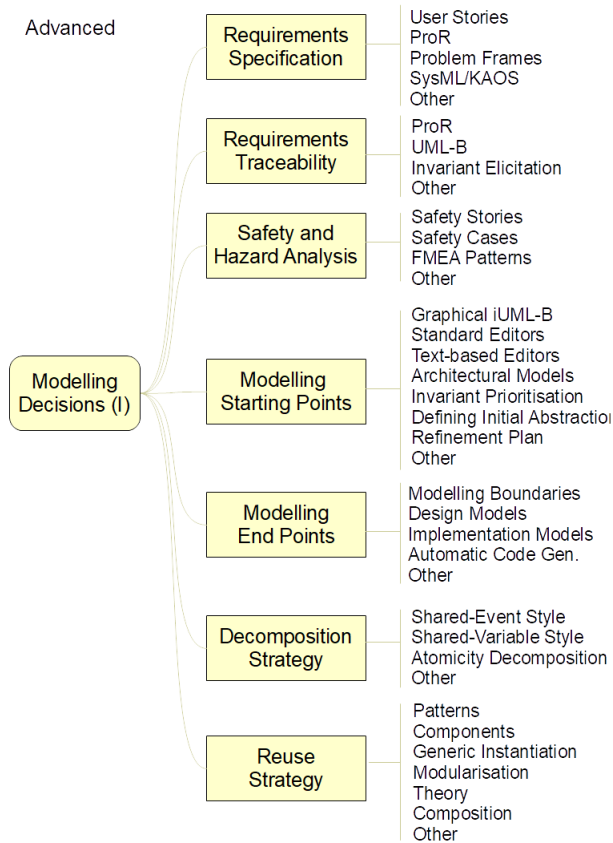 Advanced
Requirements
Specification
User Stories
ProR
Problem Frames
SysML/KAOS
Other
Requirements
Traceability
ProR
UML-B
Invariant Elicitation
Other
Safety and
Hazard Analysis
Safety Stories
Safety Cases
FMEA Patterns
Other
Modelling
Decisions (I)
Modelling
Starting Points
Graphical iUML-B
Standard Editors
Text-based Editors
Architectural Models
Invariant Prioritisation
Defining Initial Abstraction
Refinement Plan
Other
Modelling
End Points
Modelling Boundaries
Design Models
Implementation Models
Automatic Code Gen.
Other
Decomposition
Strategy
Shared-Event Style
Shared-Variable Style
Atomicity Decomposition
Other
Reuse
Strategy
Patterns
Components
Generic Instantiation
Modularisation
Theory
Composition
Other